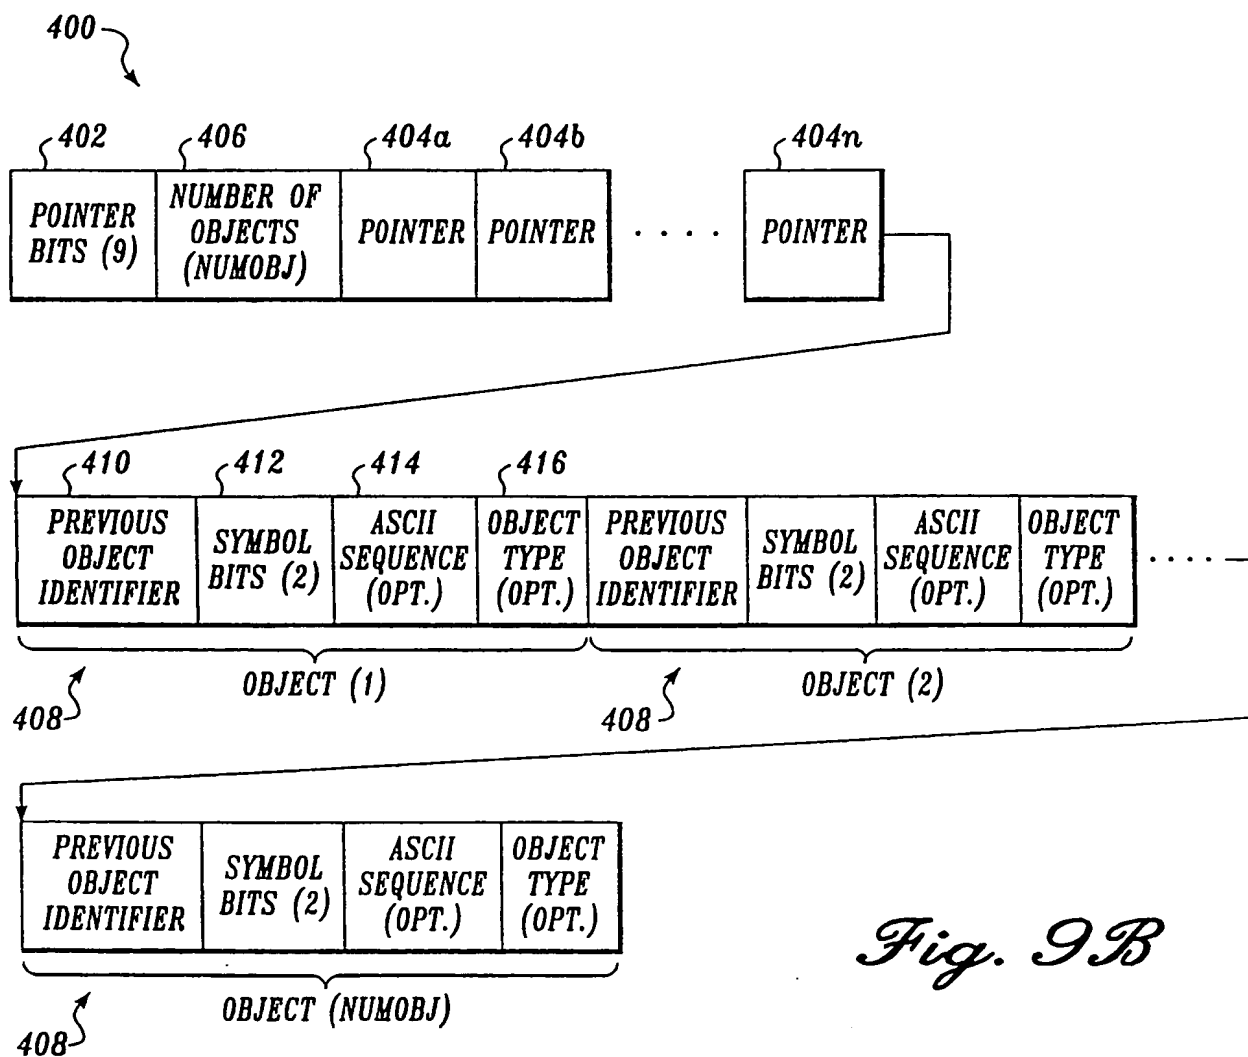 400
402
406
404a
404b
404n
POINTER
BITS (9)
NUMBER OF
OBJECTS
(NUMOBJ)
POINTER
POINTER
. . . .
POINTER
410
412
414
416
PREVIOUS
OBJECT
IDENTIFIER
SYMBOL
BITS (2)
ASCII
SEQUENCE
(OPT.)
OBJECT
TYPE
(OPT.)
PREVIOUS
OBJECT
IDENTIFIER
SYMBOL
BITS (2)
ASCII
SEQUENCE
(OPT.)
OBJECT
TYPE
(OPT.)
. . . .
OBJECT (1)
OBJECT (2)
408
408
PREVIOUS
OBJECT
IDENTIFIER
SYMBOL
BITS (2)
ASCII
SEQUENCE
(OPT.)
OBJECT
TYPE
(OPT.)
OBJECT (NUMOBJ)
408
Fig. 9B